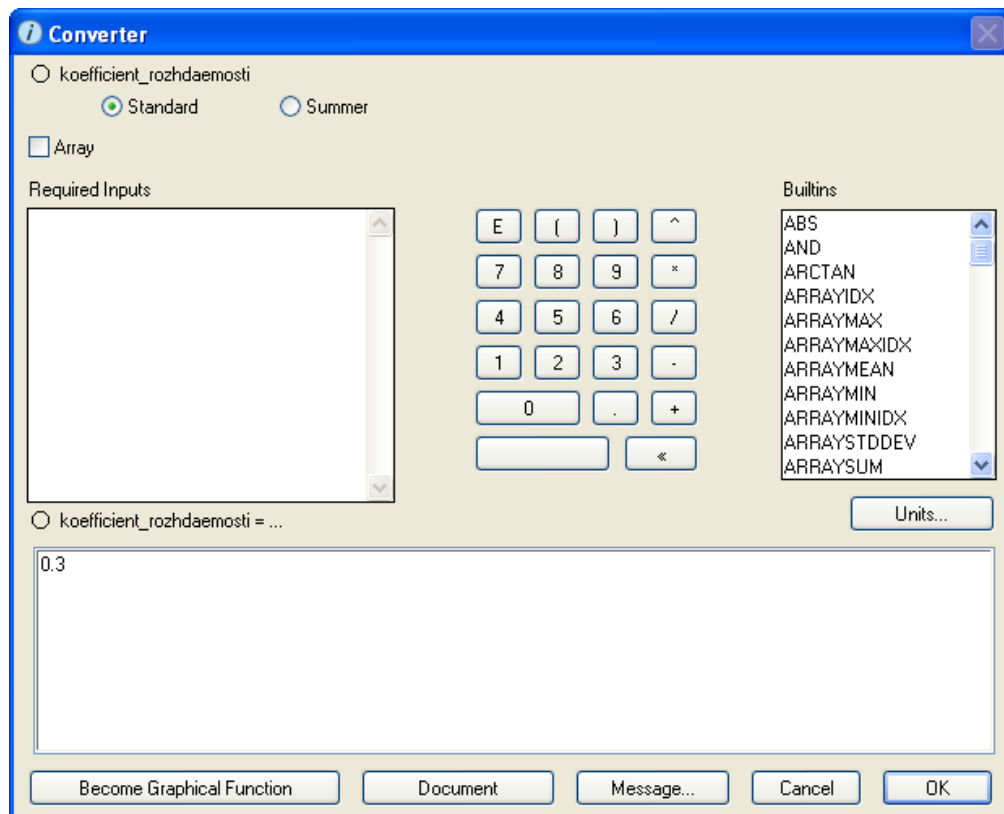 Converter
koefficient_rozhdaemosti
Standard
Summer
Array
Required Inputs
E ( ) ^
7 8 9 *
4 5 6 /
1 2 3 -
0 . +
«
Builtins
ABS
AND
ARCTAN
ARRAYIDX
ARRAYMAX
ARRAYMAXIDX
ARRAYMEAN
ARRAYMIN
ARRAYMINIDX
ARRAYSTDDEV
ARRAYSUM
Units...
koefficient_rozhdaemosti = ...
0.3
Become Graphical Function
Document
Message...
Cancel
OK